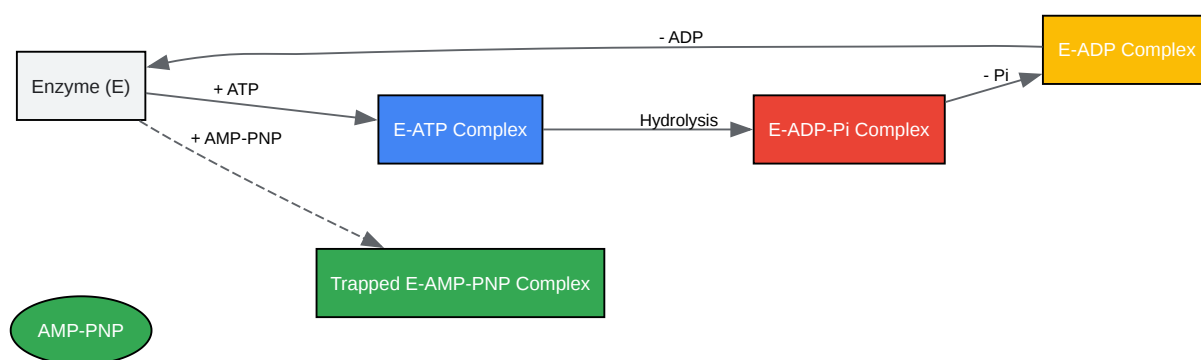 - ADP
E-ADP Complex
Enzyme (E)
+ ATP
- Pi
E-ATP Complex
Hydrolysis
E-ADP-Pi Complex
+ AMP-PNP
Trapped E-AMP-PNP Complex
AMP-PNP